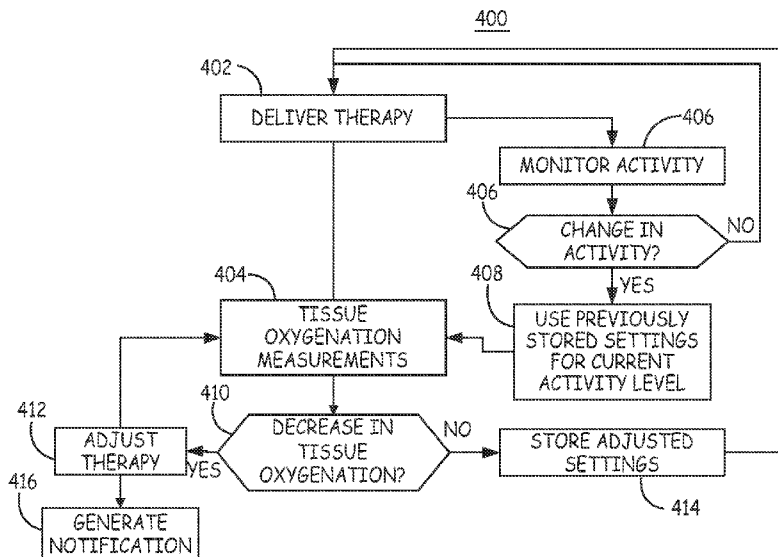 400
402
DELIVER THERAPY
406
MONITOR ACTIVITY
406
CHANGE IN
ACTIVITY?
NO
YES
404
TISSUE
OXYGENATION
MEASUREMENTS
408
USE PREVIOUSLY
STORED SETTINGS
FOR CURRENT
ACTIVITY LEVEL
410
DECREASE IN
TISSUE
OXYGENATION?
NO
YES
412
ADJUST
THERAPY
STORE ADJUSTED
SETTINGS
414
416
GENERATE
NOTIFICATION